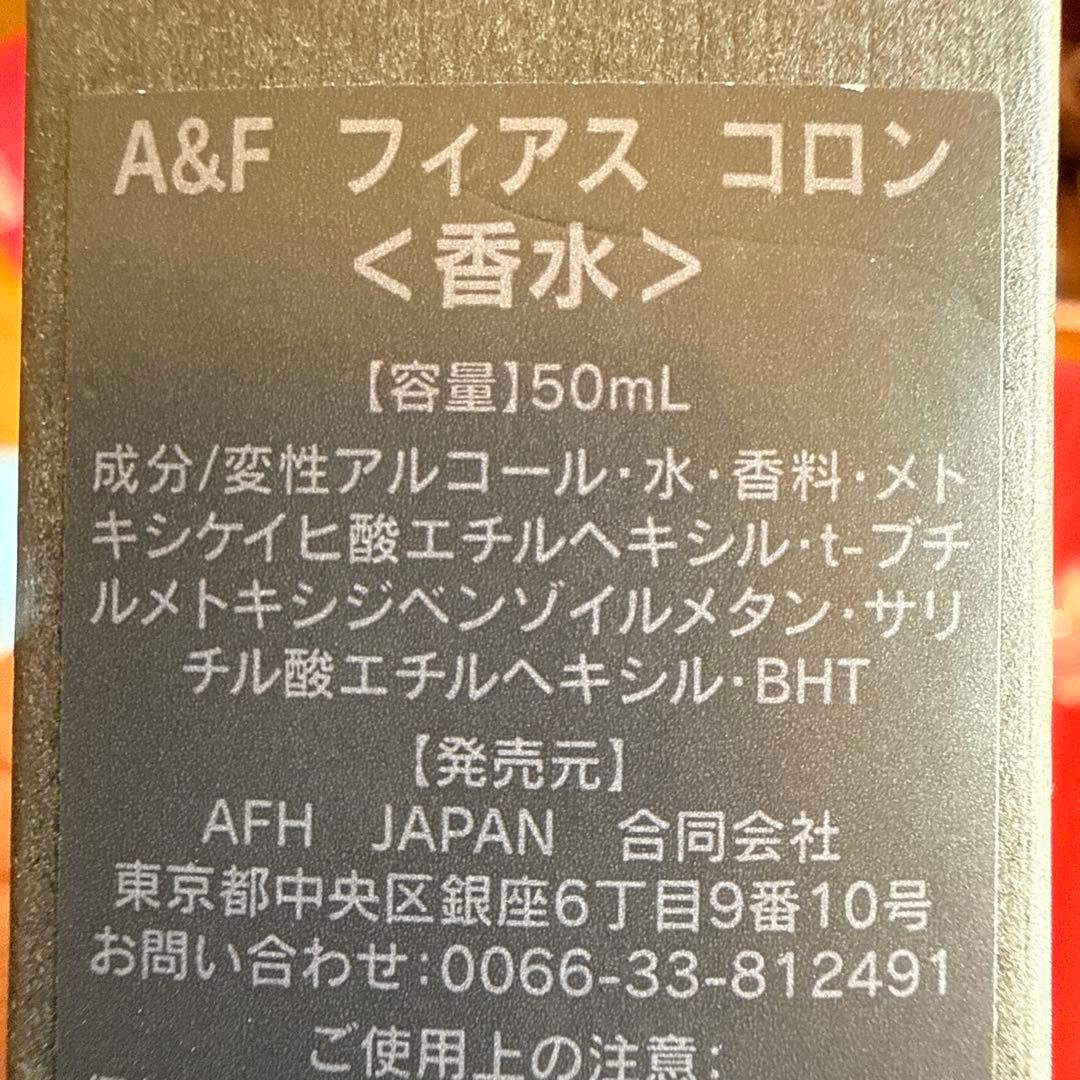 A&F フィアス コロン
<香水>
【容量】50mL
成分/変性アルコール・水・香料・メト
キシケイヒ酸エチルヘキシル・t-ブチ
ルメトキシジベンゾイルメタン・サリ
チル酸エチルヘキシル・BHT
【発売元】
AFH JAPAN 合同会社
東京都中央区銀座6丁目9番10号
お問い合わせ:0066-33-812491
ご使用上の注意: